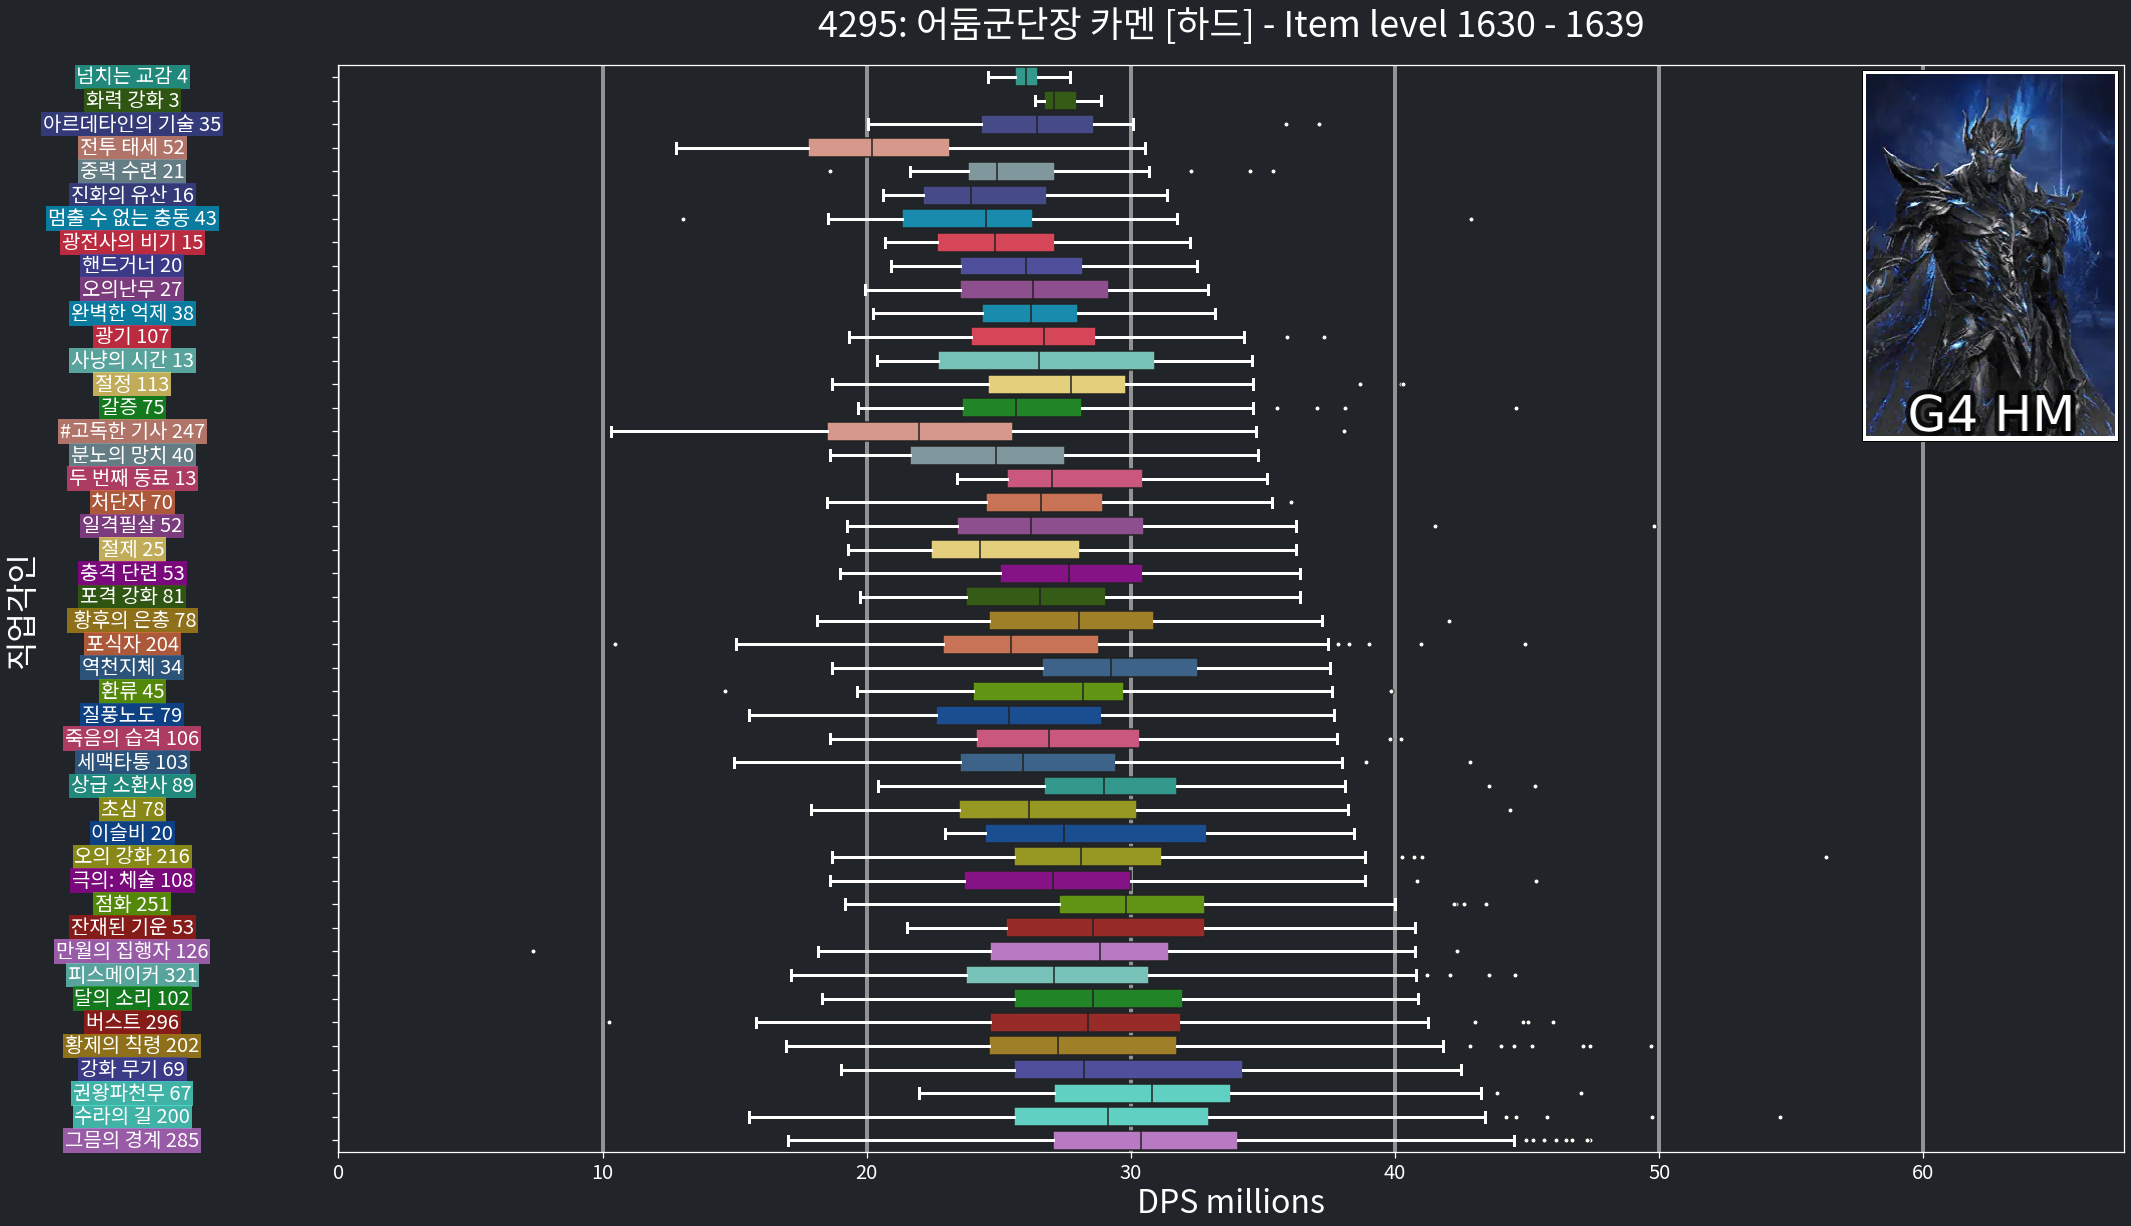 4295: 어둠군단장 카멘 [하드] - Item level 1630 - 1639
넘치는 교감 4
화력 강화 3
아르데타인의 기술 35
전투 태세 52
중력 수련 21
진화의 유산 16
멈출 수 없는 충동 43
광전사의 비기 15
핸드거너 20
오의난무 27
완벽한 억제 38
광기 107
사냥의 시간 13
절정 113
갈증 75
#고독한 기사 247
분노의 망치 40
두 번째 동료 13
처단자 70
일격필살 52
절제 25
충격 단련 53
포격 강화 81
황후의 은총 78
포식자 204
역천지체 34
환류 45
질풍노도 79
죽음의 습격 106
세맥타통 103
상급 소환사 89
초심 78
이슬비 20
오의 강화 216
극의: 체술 108
점화 251
잔재된 기운 53
만월의 집행자 126
피스메이커 321
달의 소리 102
버스트 296
황제의 칙령 202
강화 무기 69
권왕파천무 67
수라의 길 200
그믐의 경계 285
직업각인
G4 HM
0 10 20 30 40 50 60
DPS millions